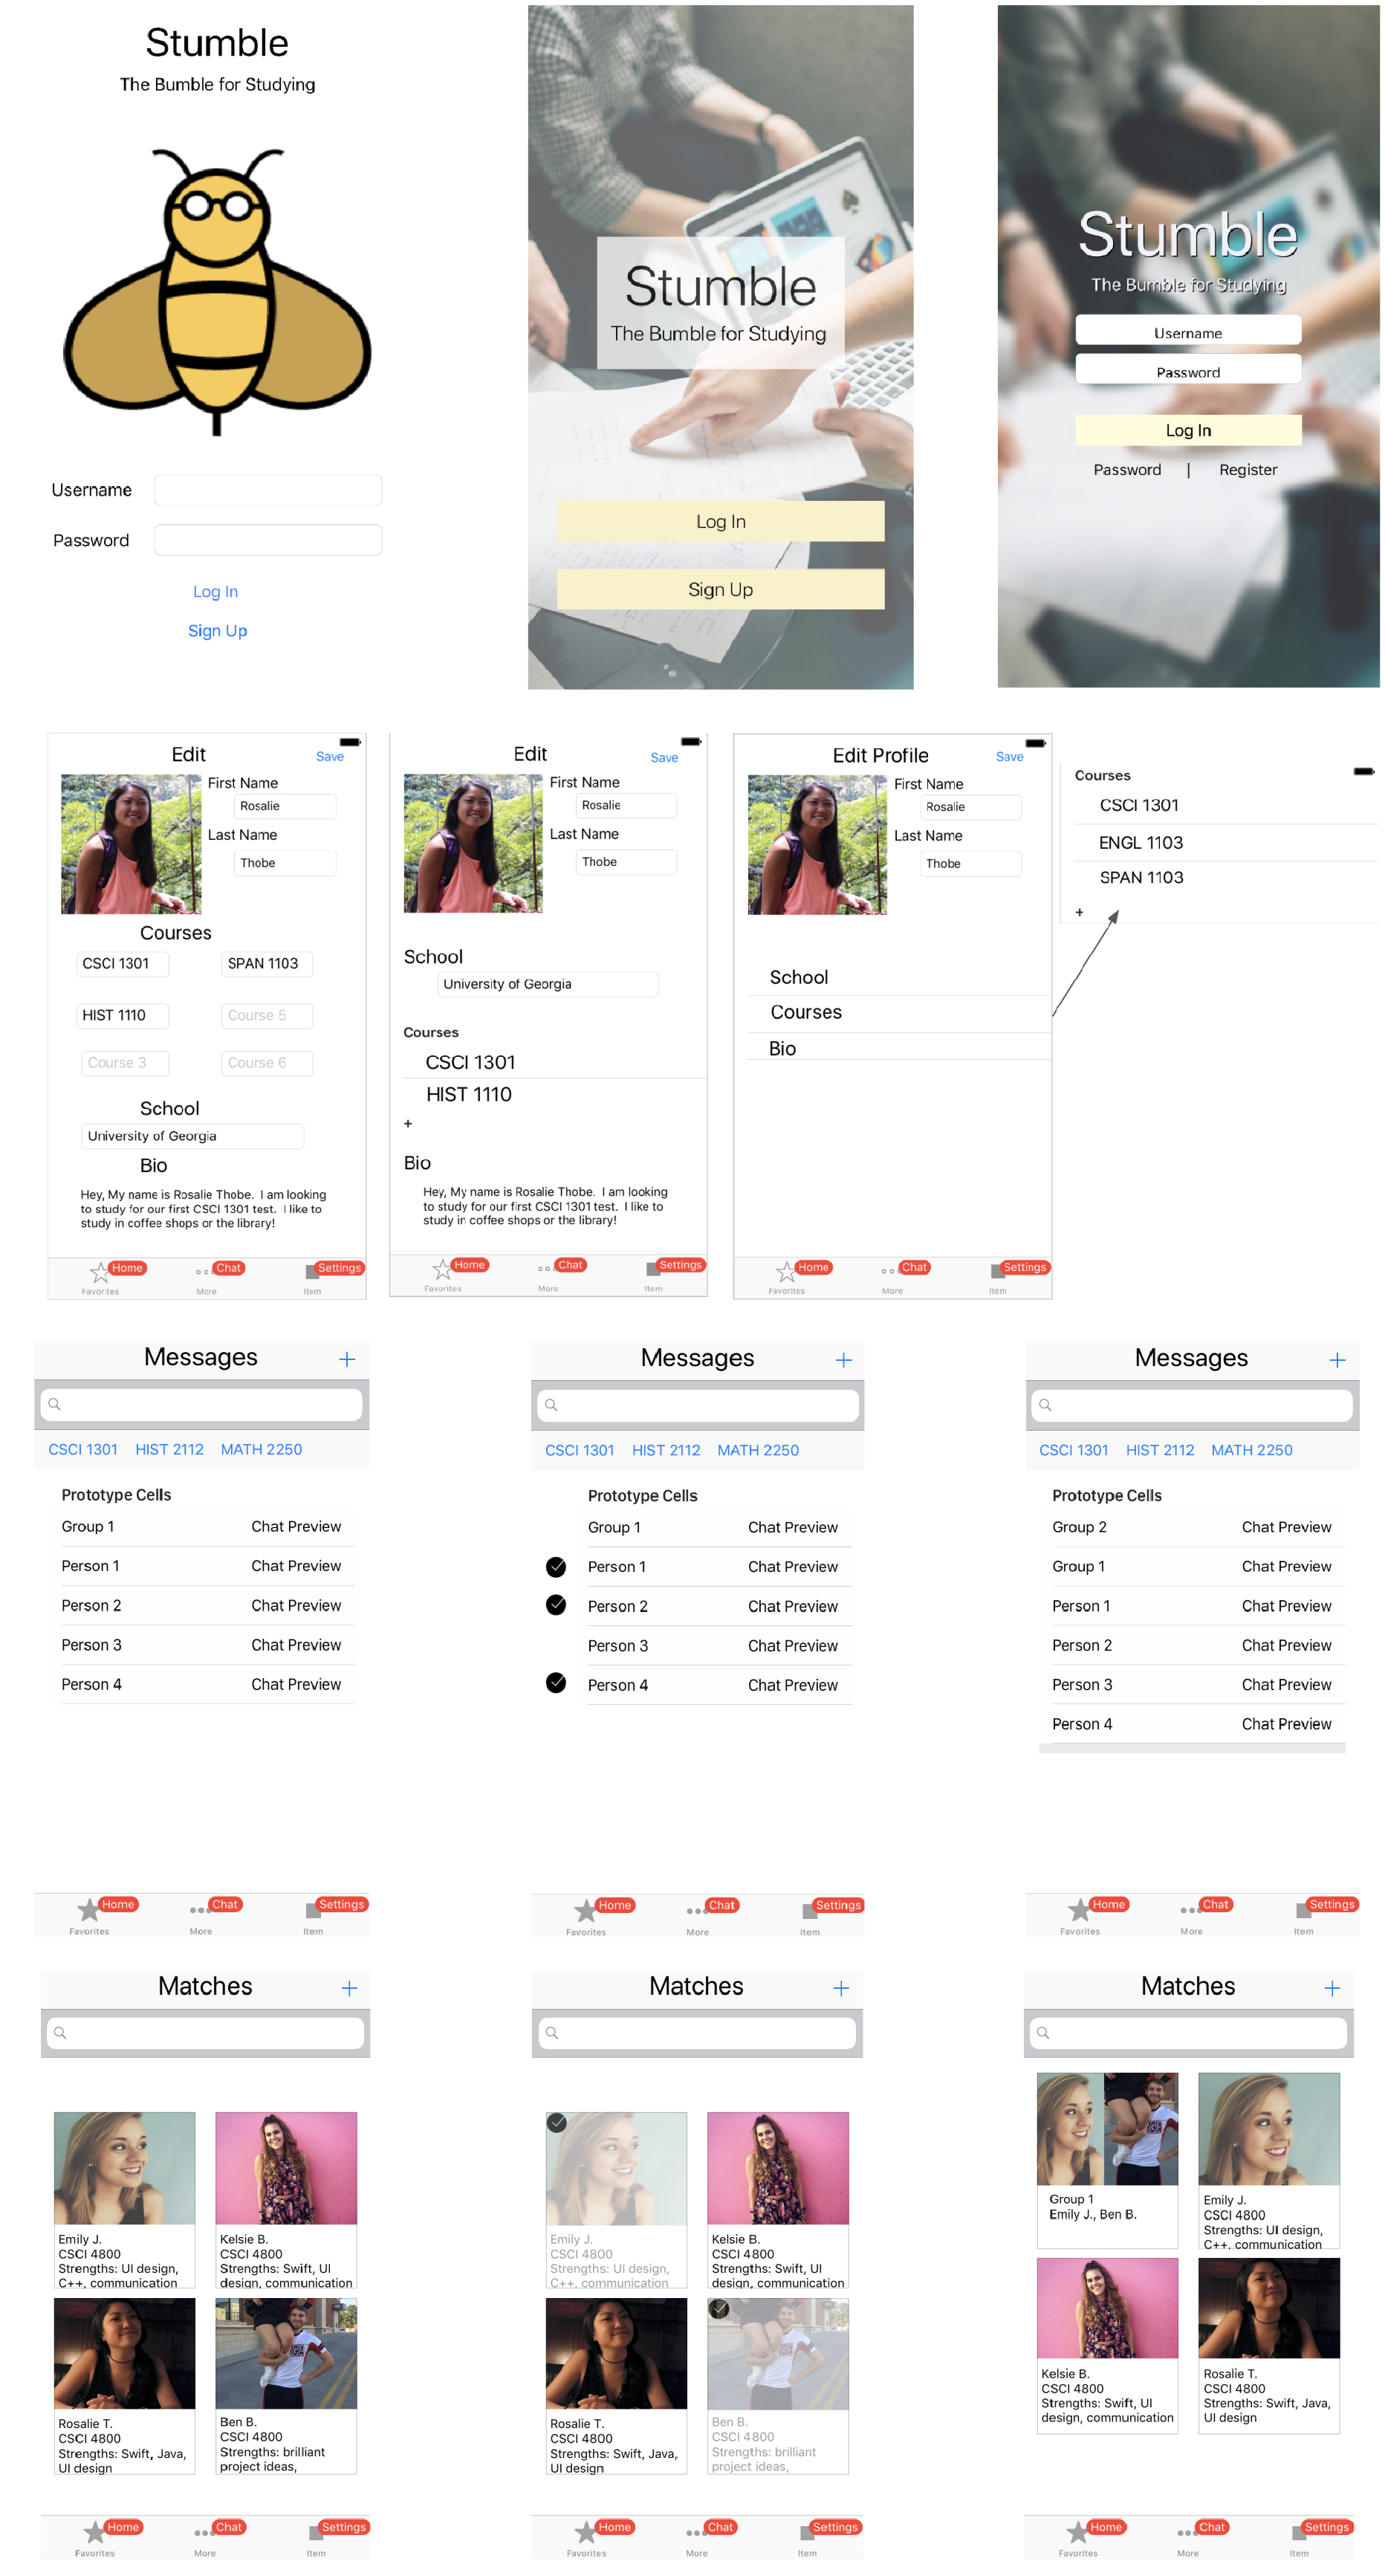 Stumble
The Bumble for Studying
Username
Password
Log In
Sign Up
Stumble
The Bumble for Studying
Log In
Sign Up
Stumble
The Bumble for Studying
Username
Password
Log In
Password | Register
Edit
Save
First Name
Rosalie
Last Name
Thobe
Courses
CSCI 1301 SPAN 1103
HIST 1110 Course 5
Course 3 Course 6
School
University of Georgia
Bio
Hey, My name is Rosalie Thobe. I am looking
to study for our first CSCI 1301 test. I like to
study in coffee shops or the library!
Home Chat Settings
Favorites More Item
Edit
Save
First Name
Rosalie
Last Name
Thobe
School
University of Georgia
Courses
CSCI 1301
HIST 1110
+
Bio
Hey, My name is Rosalie Thobe. I am looking
to study for our first CSCI 1301 test. I like to
study in coffee shops or the library!
Home Chat Settings
Favorites More Item
Edit Profile
Save
First Name
Rosalie
Last Name
Thobe
School
Courses
Bio
Home Chat Settings
Favorites More Item
Courses
CSCI 1301
ENGL 1103
SPAN 1103
+
Messages +
CSCI 1301 HIST 2112 MATH 2250
Prototype Cells
Group 1 Chat Preview
Person 1 Chat Preview
Person 2 Chat Preview
Person 3 Chat Preview
Person 4 Chat Preview
Home Chat Settings
Favorites More Item
Messages +
CSCI 1301 HIST 2112 MATH 2250
Prototype Cells
Group 1 Chat Preview
Person 1 Chat Preview
Person 2 Chat Preview
Person 3 Chat Preview
Person 4 Chat Preview
Home Chat Settings
Favorites More Item
Messages +
CSCI 1301 HIST 2112 MATH 2250
Prototype Cells
Group 2 Chat Preview
Group 1 Chat Preview
Person 1 Chat Preview
Person 2 Chat Preview
Person 3 Chat Preview
Person 4 Chat Preview
Home Chat Settings
Favorites More Item
Matches +
Emily J.
CSCI 4800
Strengths: UI design,
C++, communication
Kelsie B.
CSCI 4800
Strengths: Swift, UI
design, communication
Rosalie T.
CSCI 4800
Strengths: Swift, Java,
UI design
Ben B.
CSCI 4800
Strengths: brilliant
project ideas,
Home Chat Settings
Favorites More Item
Matches +
Emily J.
CSCI 4800
Strengths: UI design,
C++, communication
Kelsie B.
CSCI 4800
Strengths: Swift, UI
design, communication
Rosalie T.
CSCI 4800
Strengths: Swift, Java,
UI design
Ben B.
CSCI 4800
Strengths: brilliant
project ideas,
Home Chat Settings
Favorites More Item
Matches +
Group 1
Emily J., Ben B.
Emily J.
CSCI 4800
Strengths: UI design,
C++, communication
Kelsie B.
CSCI 4800
Strengths: Swift, UI
design, communication
Rosalie T.
CSCI 4800
Strengths: Swift, Java,
UI design
Home Chat Settings
Favorites More Item